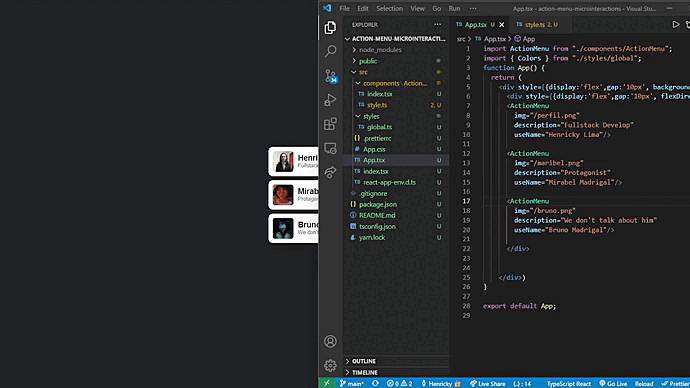 Henri
Fullstack
Mirab
Protagon
Bruno
We don't
File Edit Selection View Go Run ··· App.tsx - action-menu-microinteractions - Visual Stu...
EXPLORER
ACTION-MENU-MICROINTERACTI...
node_modules
public
src
components\Action...
index.tsx U
style.ts 2, U
styles
global.ts U
.prettierrc U
App.css U
App.tsx U
index.tsx U
react-app-env.d.ts U
.gitignore
package.json U
README.md U
tsconfig.json U
yarn.lock U
OUTLINE
TIMELINE
34
App.tsx U style.ts 2, U
src > App.tsx > App
1 import ActionMenu from "./components/ActionMenu";
2 import { Colors } from "./styles/global";
3 function App() {
4 return (
5 <div style={{display:'flex',gap:'10px', background
6 <div style={{display:'flex',gap:'10px', flexDire
7 <ActionMenu
8 img="/perfil.png"
9 description="Fullstack Develop"
10 useName="Henricky Lima"/>
11
12 <ActionMenu
13 img="/maribel.png"
14 description="Protagonist"
15 useName="Mirabel Madrigal"/>
16
17 <ActionMenu
18 img="/bruno.png"
19 description="We don't talk about him"
20 useName="Bruno Madrigal"/>
21
22 </div>
23
24
25 </div>)
26 }
27
28 export default App;
29
main* 0 2 Henricky Live Share {..} : 14 TypeScript React Go Live Reload Prettier